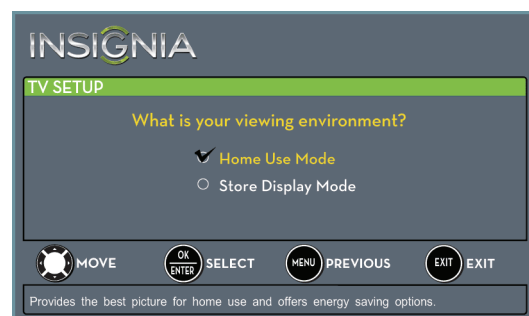 INSIGNIA
TV SETUP
What is your viewing environment?
Home Use Mode
Store Display Mode
MOVE OK ENTER SELECT MENU PREVIOUS EXIT EXIT
Provides the best picture for home use and offers energy saving options.